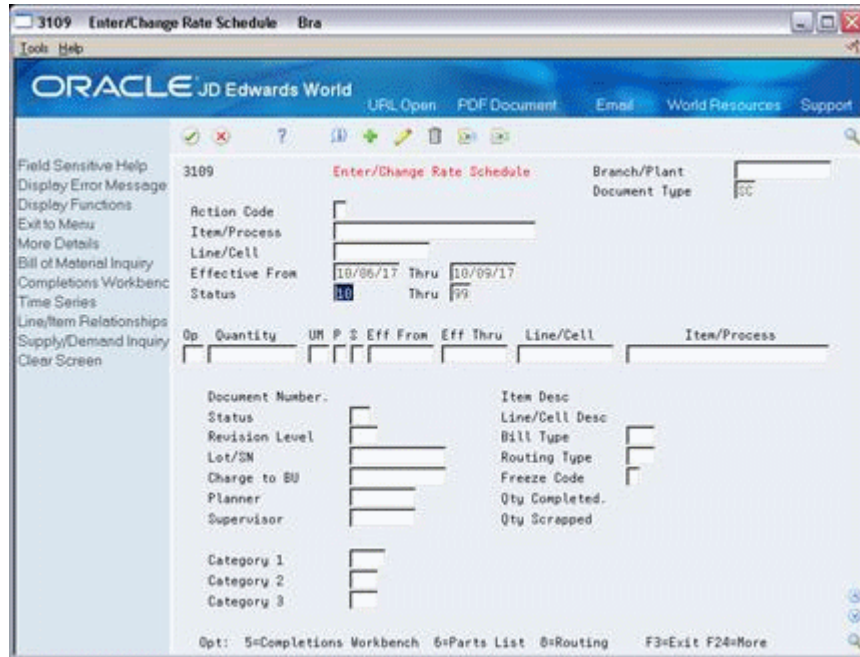 3109 Enter/Change Rate Schedule Bra
Tools Help
ORACLE JD Edwards World
URL Open PDF Document Email World Resources Support
Field Sensitive Help
Display Error Message
Display Functions
Exit to Menu
More Details
Bill of Material Inquiry
Completions Workbenc
Time Series
Line/Item Relationships
Supply/Demand Inquiry
Clear Screen
3109 Enter/Change Rate Schedule Branch/Plant
Document Type SC
Action Code
Item/Process
Line/Cell
Effective From 10/06/17 Thru 10/09/17
Status 10 Thru 99
Op Quantity UM P S Eff From Eff Thru Line/Cell Item/Process
Document Number. Item Desc
Status Line/Cell Desc
Revision Level Bill Type
Lot/SN Routing Type
Charge to BU Freeze Code
Planner Qty Completed.
Supervisor Qty Scrapped
Category 1
Category 2
Category 3
Opt: 5=Completions Workbench 6=Parts List 8=Routing F3=Exit F24=More